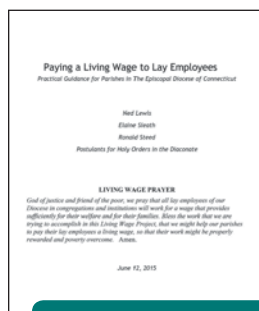 Paying a Living Wage to Lay Employees
Practical Guidance for Parishes in The Episcopal Diocese of Connecticut
Ned Lewis
Elaine Sleath
Ronald Steed
Postulants for Holy Orders in the Diaconate
LIVING WAGE PRAYER
God of justice and friend of the poor, we pray that all lay employees of our
Diocese in congregations and institutions will work for a wage that provides
sufficiently for their welfare and for their families. Bless the work that we are
trying to accomplish in this Living Wage Project, that we might help our parishes
to pay their lay employees a living wage, so that their work might be properly
rewarded and poverty overcome. Amen.
June 12, 2015